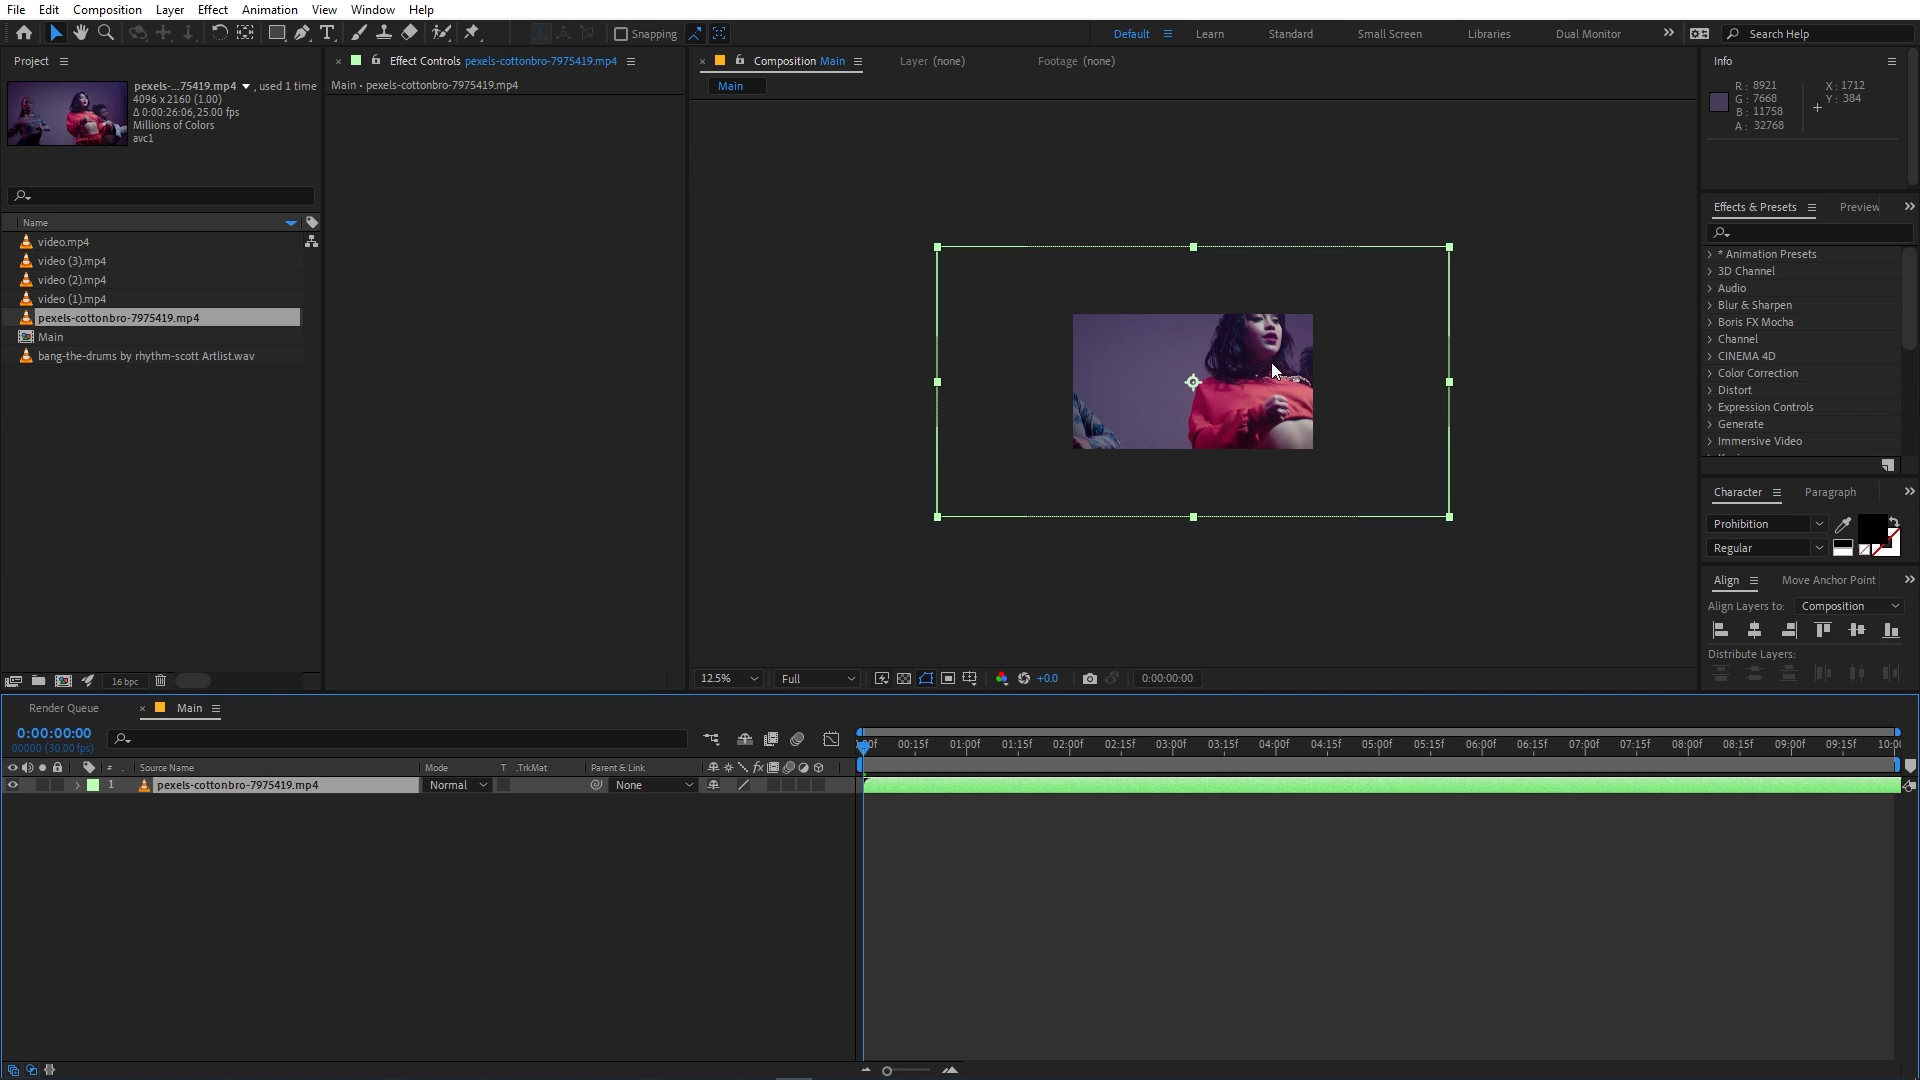 File Edit Composition Layer Effect Animation View Window Help
Snapping Default Learn Standard Small Screen Libraries Dual Monitor Search Help
Project
pexels-...75419.mp4 , used 1 time
4096 x 2160 (1.00)
Δ 0:00:26:06, 25.00 fps
Millions of Colors
avc1
Name
video.mp4
video (3).mp4
video (2).mp4
video (1).mp4
pexels-cottonbro-7975419.mp4
Main
bang-the-drums by rhythm-scott Artlist.wav
16 bpc
Effect Controls pexels-cottonbro-7975419.mp4
Main • pexels-cottonbro-7975419.mp4
Composition Main Layer (none) Footage (none)
Main
12.5% Full +0.0 0:00:00:00
Info
R : 8921 X : 1712
G : 7668 Y : 384
B : 11758
A : 32768
Effects & Presets Preview
* Animation Presets
3D Channel
Audio
Blur & Sharpen
Boris FX Mocha
Channel
CINEMA 4D
Color Correction
Distort
Expression Controls
Generate
Immersive Video
Character Paragraph
Prohibition
Regular
Align Move Anchor Point
Align Layers to: Composition
Distribute Layers:
Render Queue Main
0:00:00:00
00000 (30.00 fps)
00f 00:15f 01:00f 01:15f 02:00f 02:15f 03:00f 03:15f 04:00f 04:15f 05:00f 05:15f 06:00f 06:15f 07:00f 07:15f 08:00f 08:15f 09:00f 09:15f 10:00
# Source Name Mode T .TrkMat Parent & Link
1 pexels-cottonbro-7975419.mp4 Normal None